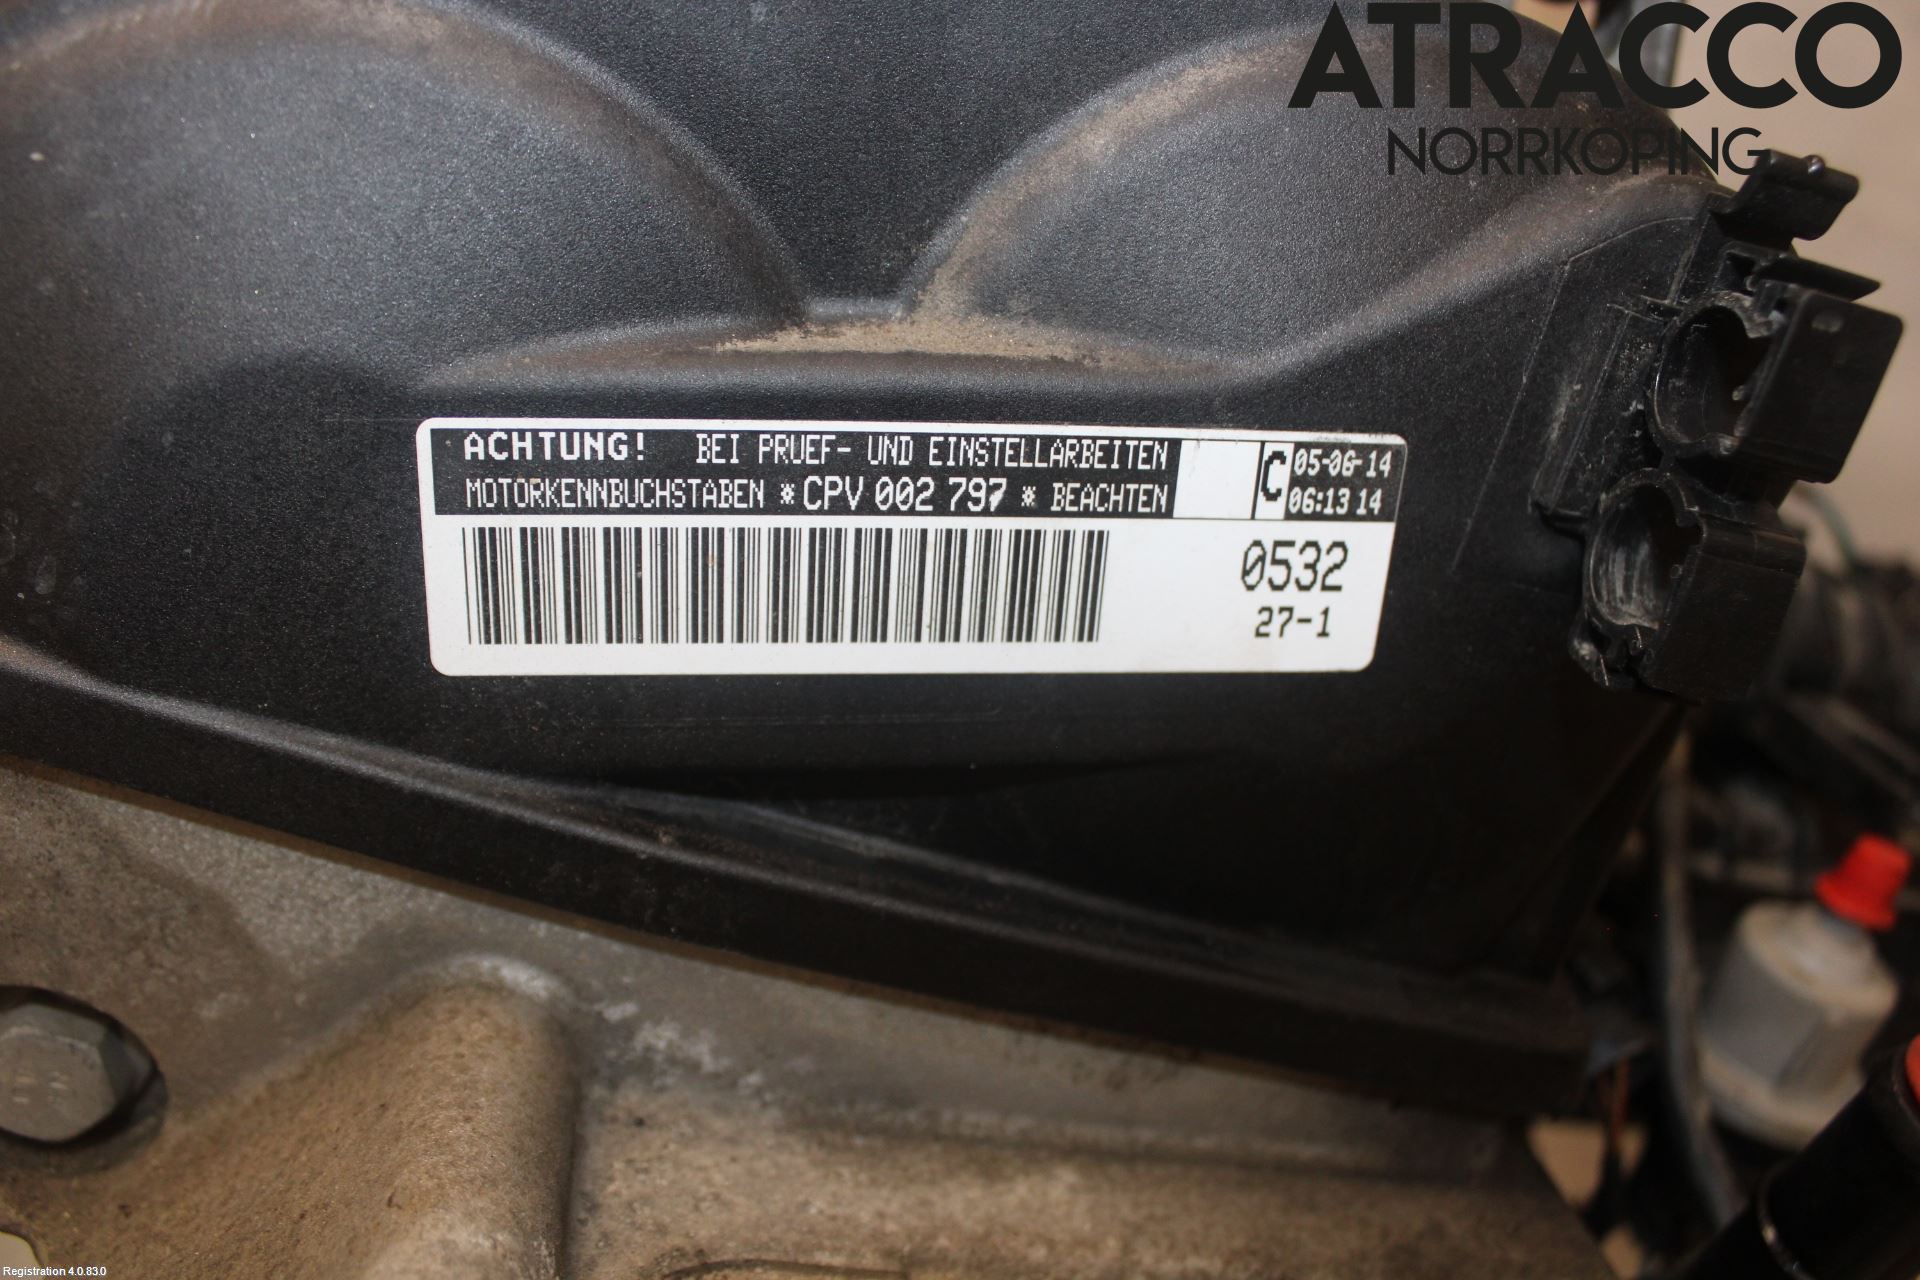 ATRACCO
NORRKOPING
ACHTUNG! BEI PRUEF- UND EINSTELLARBEITEN
MOTORKENNBUCHSTABEN *CPV 002 797 * BEACHTEN
C
05-06-14
06:13 14
0532
27-1
Registration 4.0.83.0